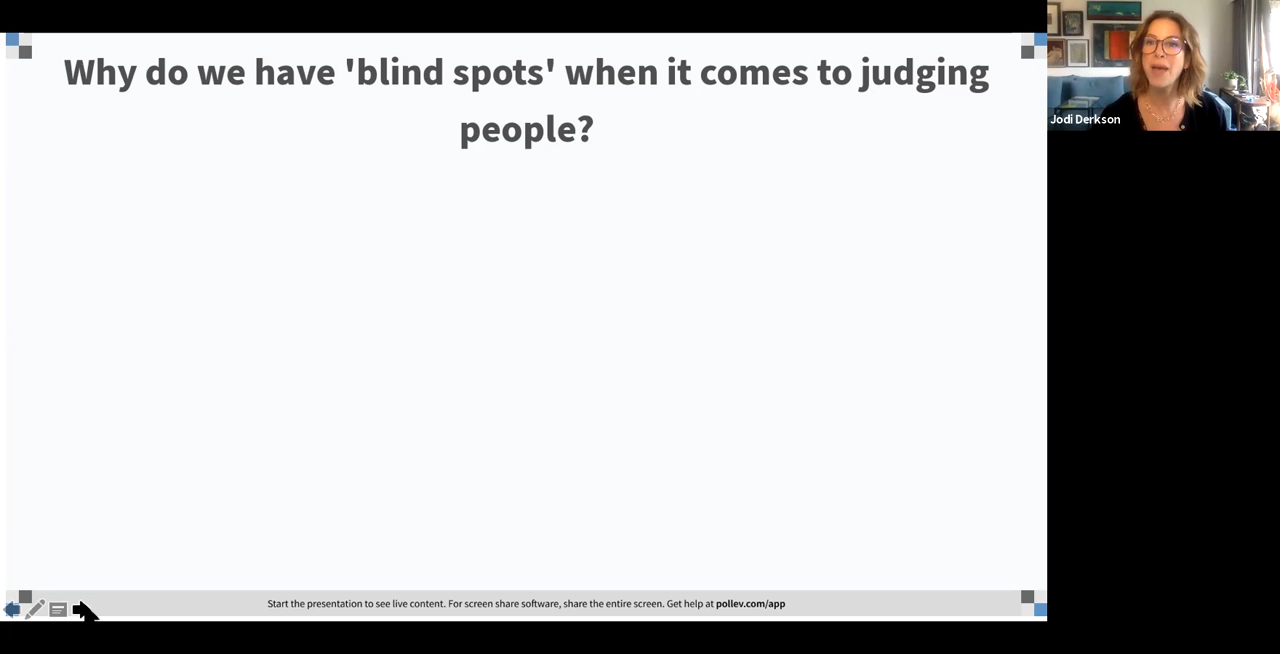 Why do we have 'blind spots' when it comes to judging
people?
Jodi Derkson
Start the presentation to see live content. For screen share software, share the entire screen. Get help at pollev.com/app